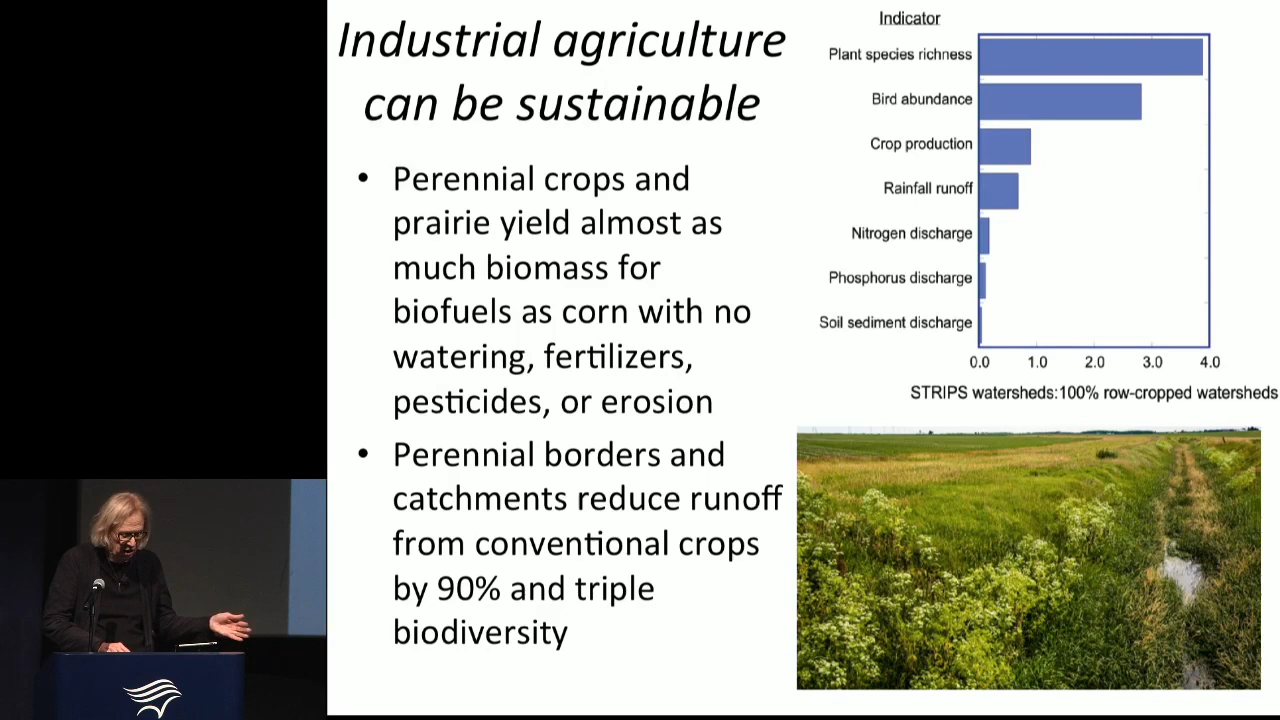 Industrial agriculture
can be sustainable
• Perennial crops and
prairie yield almost as
much biomass for
biofuels as corn with no
watering, fertilizers,
pesticides, or erosion
• Perennial borders and
catchments reduce runoff
from conventional crops
by 90% and triple
biodiversity
Indicator
Plant species richness
Bird abundance
Crop production
Rainfall runoff
Nitrogen discharge
Phosphorus discharge
Soil sediment discharge
0.0 1.0 2.0 3.0 4.0
STRIPS watersheds:100% row-cropped watersheds